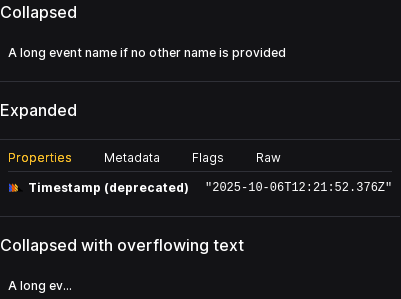 Collapsed
A long event name if no other name is provided
Expanded
Properties Metadata Flags Raw
Timestamp (deprecated) "2025-10-06T12:21:52.376Z"
Collapsed with overflowing text
A long ev...